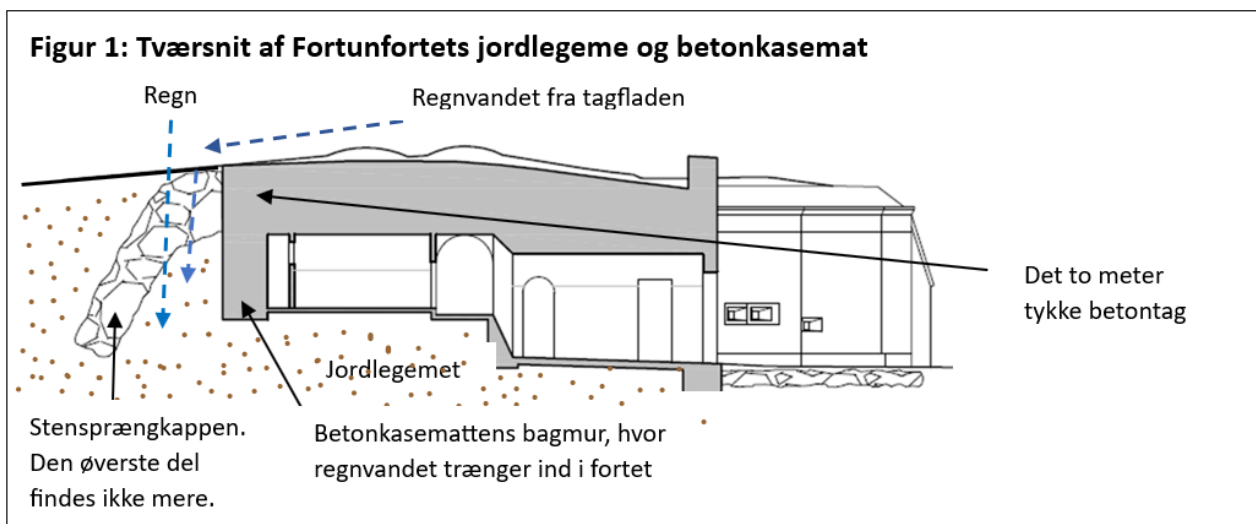 Figur 1: Tværsnit af Fortunfortets jordlegeme og betonkasemat
Regn
Regnvandet fra tagfladen
Det to meter
tykke betontag
Jordlegemet
Stensprængkappen.
Den øverste del
findes ikke mere.
Betonkasemattens bagmur, hvor
regnvandet trænger ind i fortet